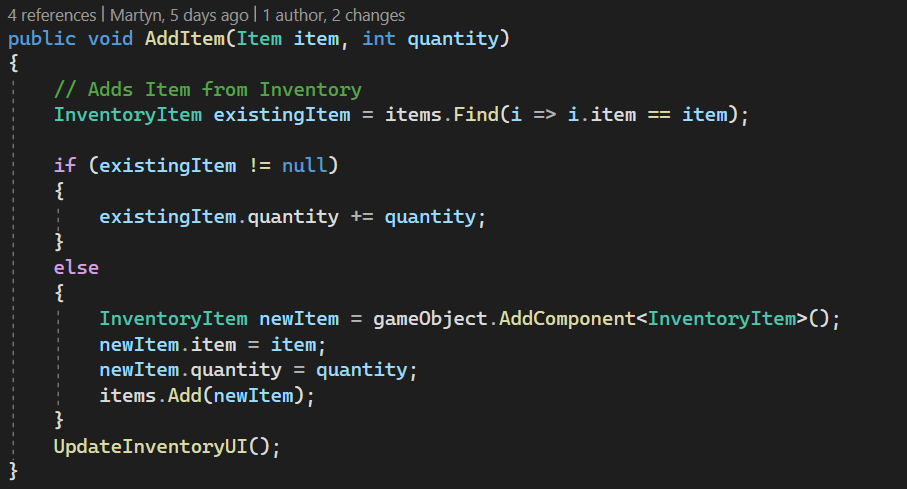 4 references | Martyn, 5 days ago | 1 author, 2 changes
public void AddItem(Item item, int quantity)
{
    // Adds Item from Inventory
    InventoryItem existingItem = items.Find(i => i.item == item);

    if (existingItem != null)
    {
        existingItem.quantity += quantity;
    }
    else
    {
        InventoryItem newItem = gameObject.AddComponent<InventoryItem>();
        newItem.item = item;
        newItem.quantity = quantity;
        items.Add(newItem);
    }
    UpdateInventoryUI();
}